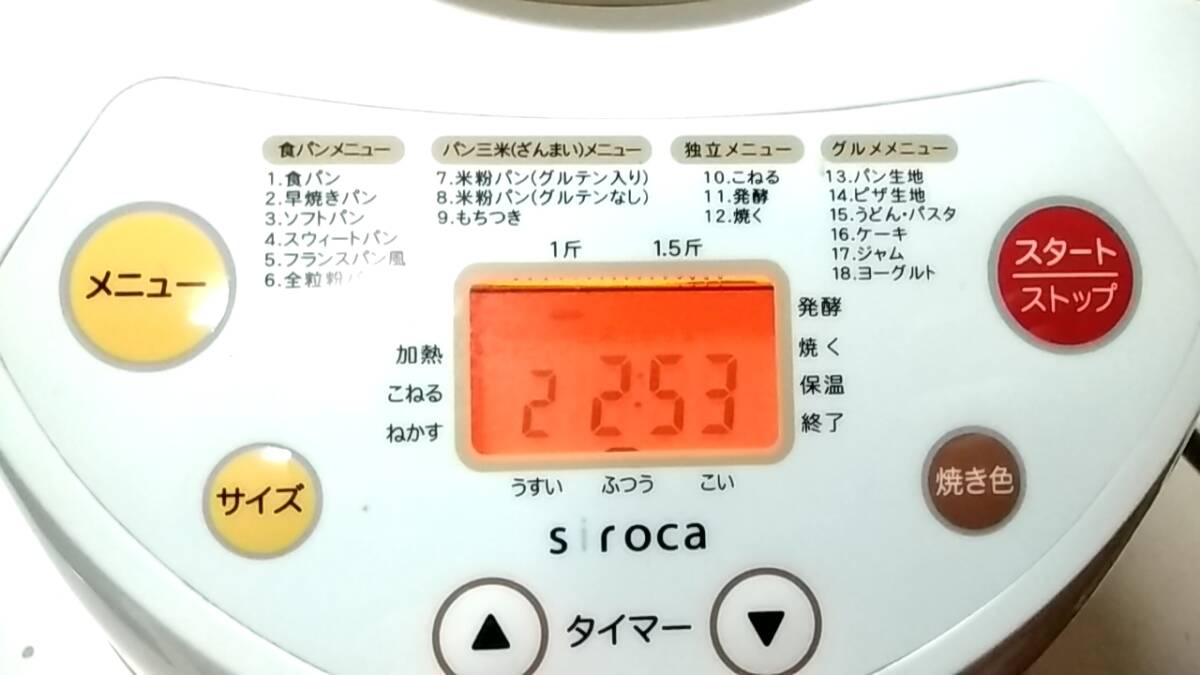 食パンメニュー
1.食パン
2.早焼きパン
3.ソフトパン
4.スウィートパン
5.フランスパン風
6.全粒粉パ
パン三米(ざんまい)メニュー
7.米粉パン(グルテン入り)
8.米粉パン(グルテンなし)
9.もちつき
独立メニュー
10.こねる
11.発酵
12.焼く
グルメメニュー
13.パン生地
14.ピザ生地
15.うどん・パスタ
16.ケーキ
17.ジャム
18.ヨーグルト
1斤 1.5斤
メニュー
スタート
ストップ
加熱
こねる
ねかす
2 2:53
発酵
焼く
保温
終了
うすい ふつう こい
サイズ
焼き色
siroca
▲ タイマー ▼